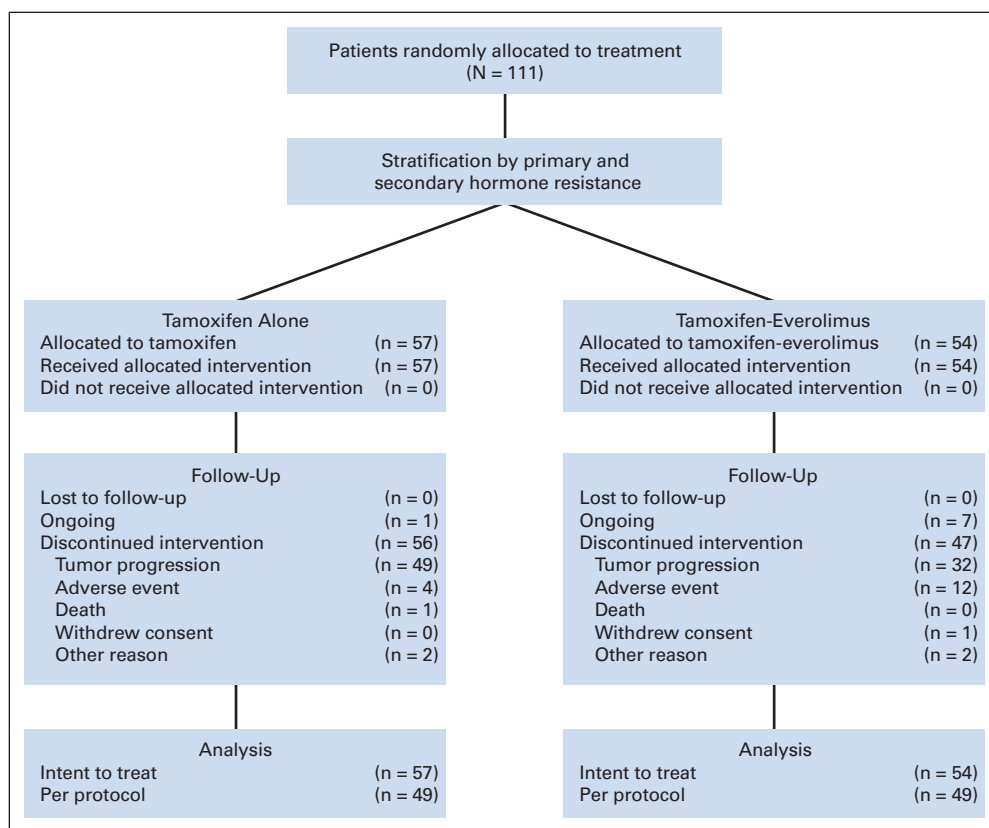 Patients randomly allocated to treatment
(N = 111)
Stratification by primary and
secondary hormone resistance
Tamoxifen Alone
Allocated to tamoxifen (n = 57)
Received allocated intervention (n = 57)
Did not receive allocated intervention (n = 0)
Tamoxifen-Everolimus
Allocated to tamoxifen-everolimus (n = 54)
Received allocated intervention (n = 54)
Did not receive allocated intervention (n = 0)
Follow-Up
Lost to follow-up (n = 0)
Ongoing (n = 1)
Discontinued intervention (n = 56)
Tumor progression (n = 49)
Adverse event (n = 4)
Death (n = 1)
Withdrew consent (n = 0)
Other reason (n = 2)
Follow-Up
Lost to follow-up (n = 0)
Ongoing (n = 7)
Discontinued intervention (n = 47)
Tumor progression (n = 32)
Adverse event (n = 12)
Death (n = 0)
Withdrew consent (n = 1)
Other reason (n = 2)
Analysis
Intent to treat (n = 57)
Per protocol (n = 49)
Analysis
Intent to treat (n = 54)
Per protocol (n = 49)